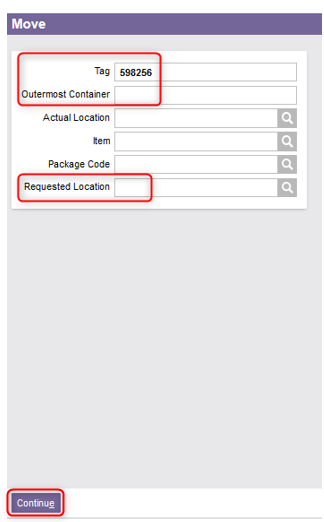 Move
Tag 598256
Outermost Container
Actual Location
Item
Package Code
Requested Location
Continue